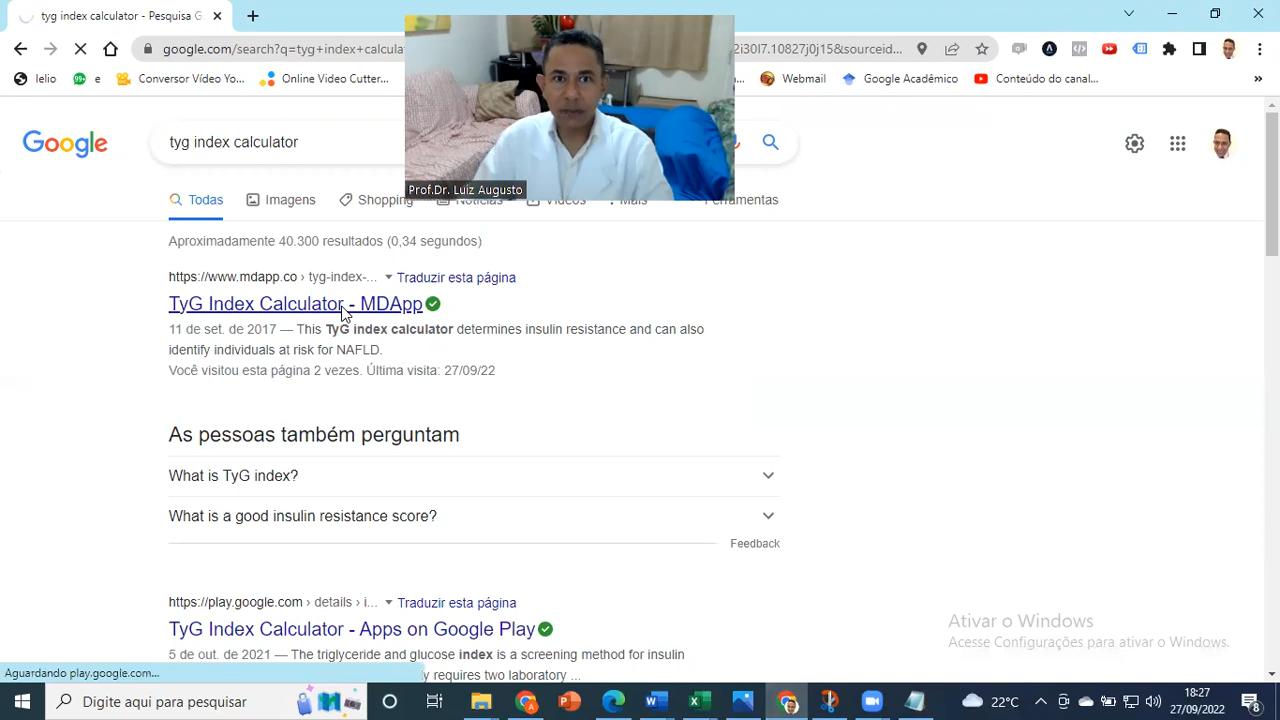 tyg index calculator - Pesquisa G
google.com/search?q=tyg+index+calcula
2i30l7.10827j0j15&sourceid
lelio
99+ e
Conversor Vídeo Yo...
Online Video Cutter...
Webmail
Google Acadêmico
Conteúdo do canal...
»
Google
tyg index calculator
Prof.Dr. Luiz Augusto
Todas
Imagens
Shopping
Notícias
Vídeos
Mais
Ferramentas
Aproximadamente 40.300 resultados (0,34 segundos)
https://www.mdapp.co › tyg-index-... Traduzir esta página
TyG Index Calculator - MDApp
11 de set. de 2017 — This TyG index calculator determines insulin resistance and can also
identify individuals at risk for NAFLD.
Você visitou esta página 2 vezes. Última visita: 27/09/22
As pessoas também perguntam
What is TyG index?
What is a good insulin resistance score?
Feedback
https://play.google.com › details › i... Traduzir esta página
TyG Index Calculator - Apps on Google Play
5 de out. de 2021 — The triglyceride and glucose index is a screening method for insulin
y requires two laboratory ...
Ativar o Windows
Acesse Configurações para ativar o Windows.
Aguardando play.google.com...
Digite aqui para pesquisar
22°C
18:27
27/09/2022
8